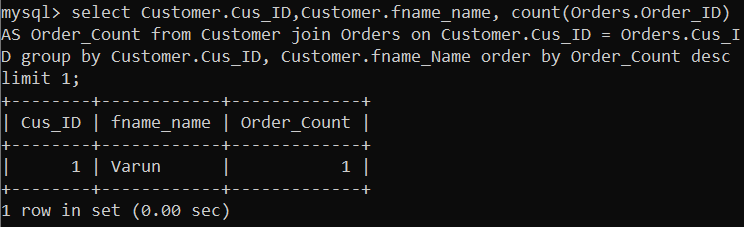 mysql> select Customer.Cus_ID,Customer.fname_name, count(Orders.Order_ID)
AS Order_Count from Customer join Orders on Customer.Cus_ID = Orders.Cus_I
D group by Customer.Cus_ID, Customer.fname_Name order by Order_Count desc
limit 1;
+--------+------------+-------------+
| Cus_ID | fname_name | Order_Count |
+--------+------------+-------------+
|      1 | Varun      |           1 |
+--------+------------+-------------+
1 row in set (0.00 sec)